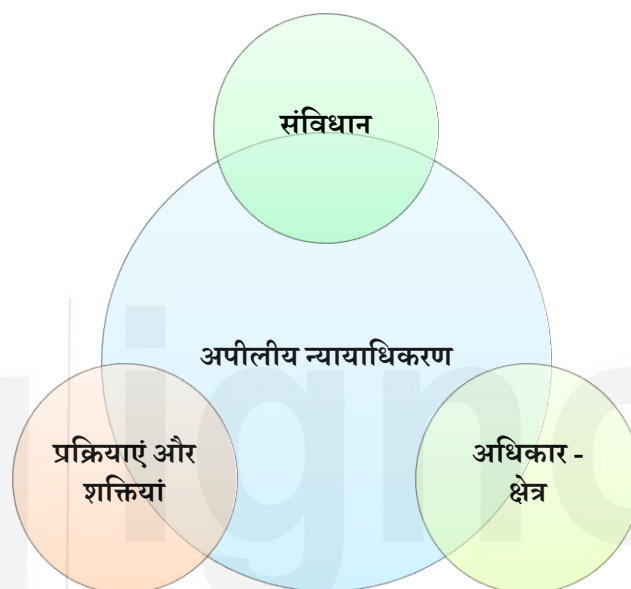 संविधान
अपीलीय न्यायाधिकरण
प्रक्रियाएं और
शक्तियां
अधिकार -
क्षेत्र